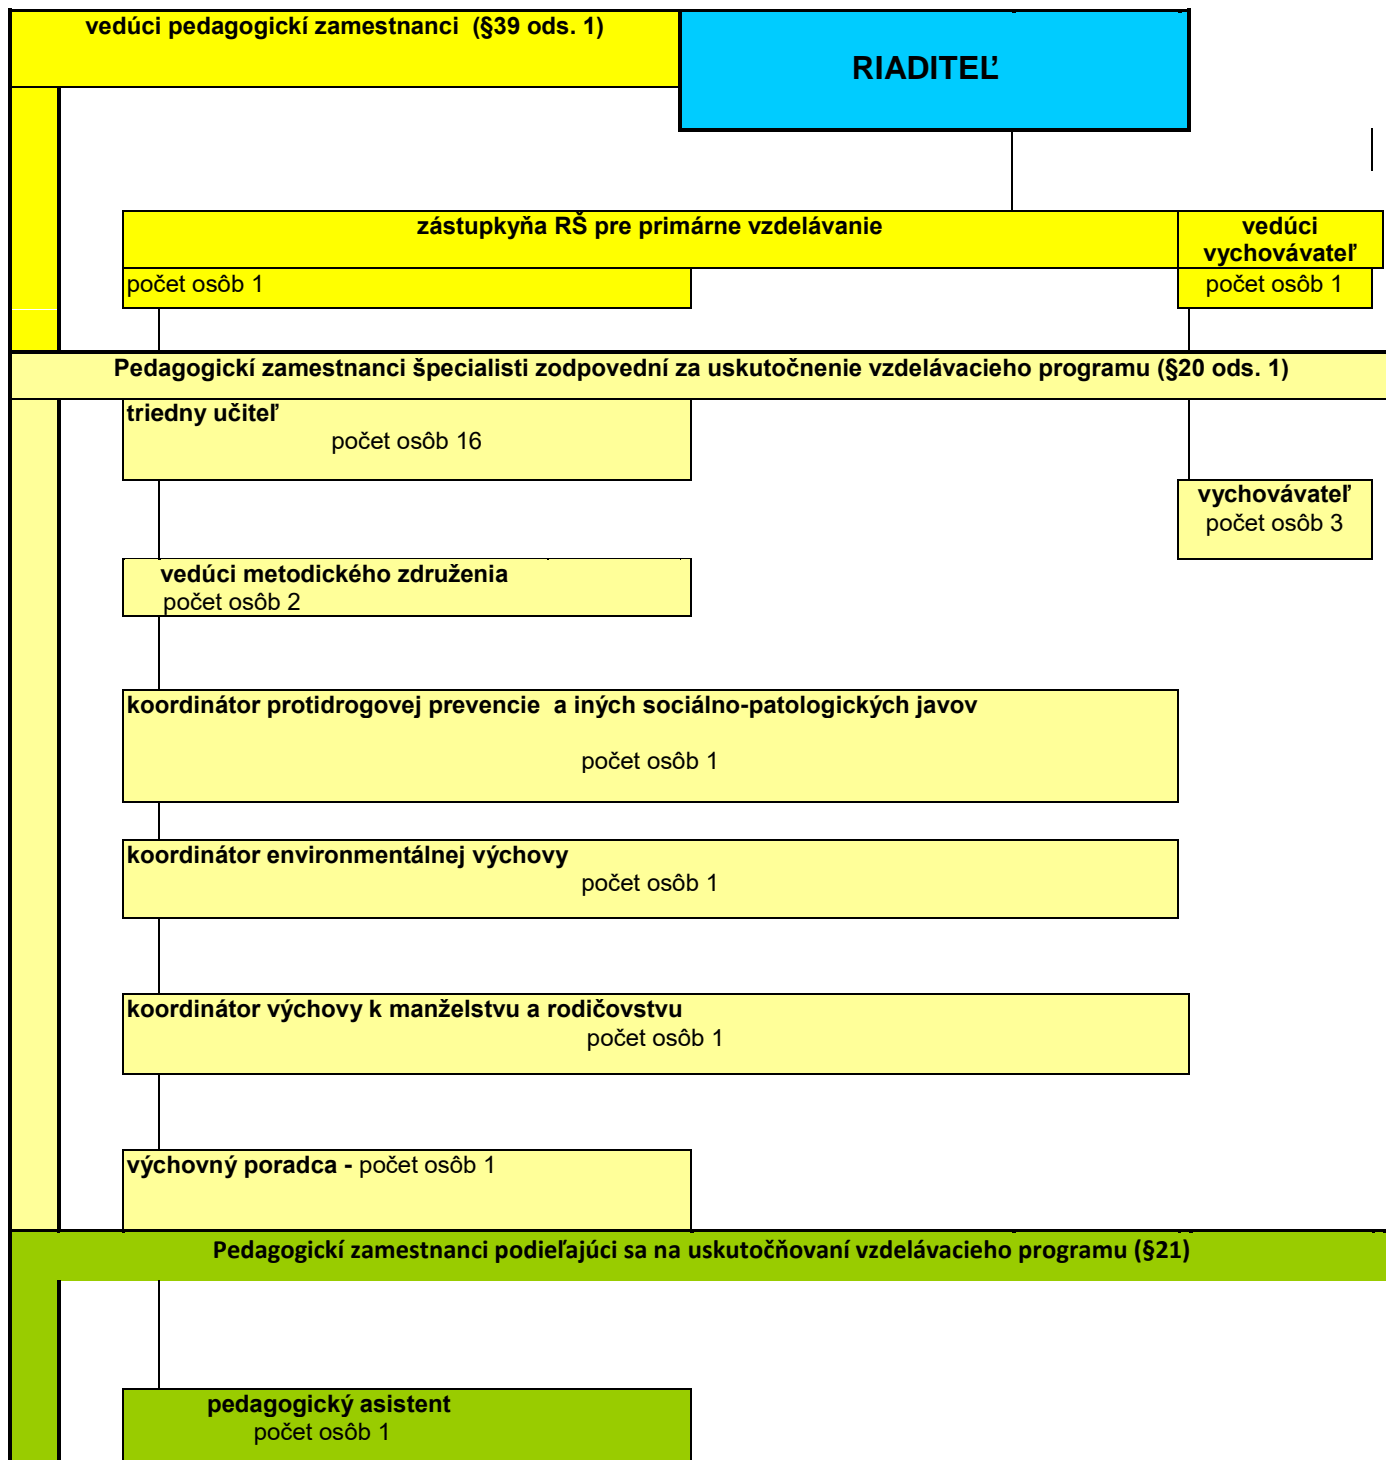 vedúci pedagogickí zamestnanci (§39 ods. 1)
RIADITEĽ
zástupkyňa RŠ pre primárne vzdelávanie
vedúci
vychovávateľ
počet osôb 1
počet osôb 1
Pedagogickí zamestnanci špecialisti zodpovední za uskutočnenie vzdelávacieho programu (§20 ods. 1)
triedny učiteľ
počet osôb 16
vychovávateľ
počet osôb 3
vedúci metodického združenia
počet osôb 2
koordinátor protidrogovej prevencie a iných sociálno-patologických javov
počet osôb 1
koordinátor environmentálnej výchovy
počet osôb 1
koordinátor výchovy k manželstvu a rodičovstvu
počet osôb 1
výchovný poradca - počet osôb 1
Pedagogickí zamestnanci podieľajúci sa na uskutočňovaní vzdelávacieho programu (§21)
pedagogický asistent
počet osôb 1